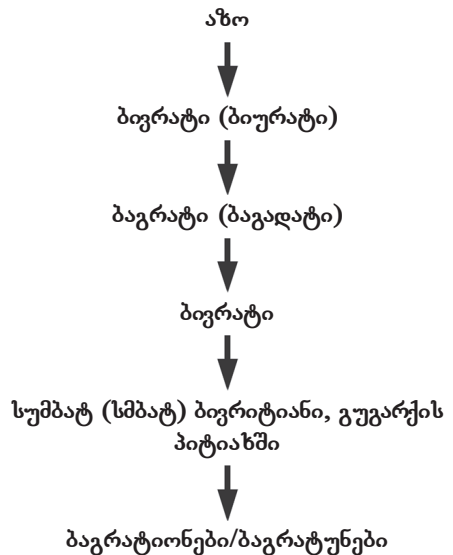 აზო
ბივრატი (ბიურატი)
ბაგრატი (ბაგადატი)
ბივრატი
სუმბატ (სმბატ) ბივრიტიანი, გუგარქის
პიტიახში
ბაგრატიონები/ბაგრატუნები